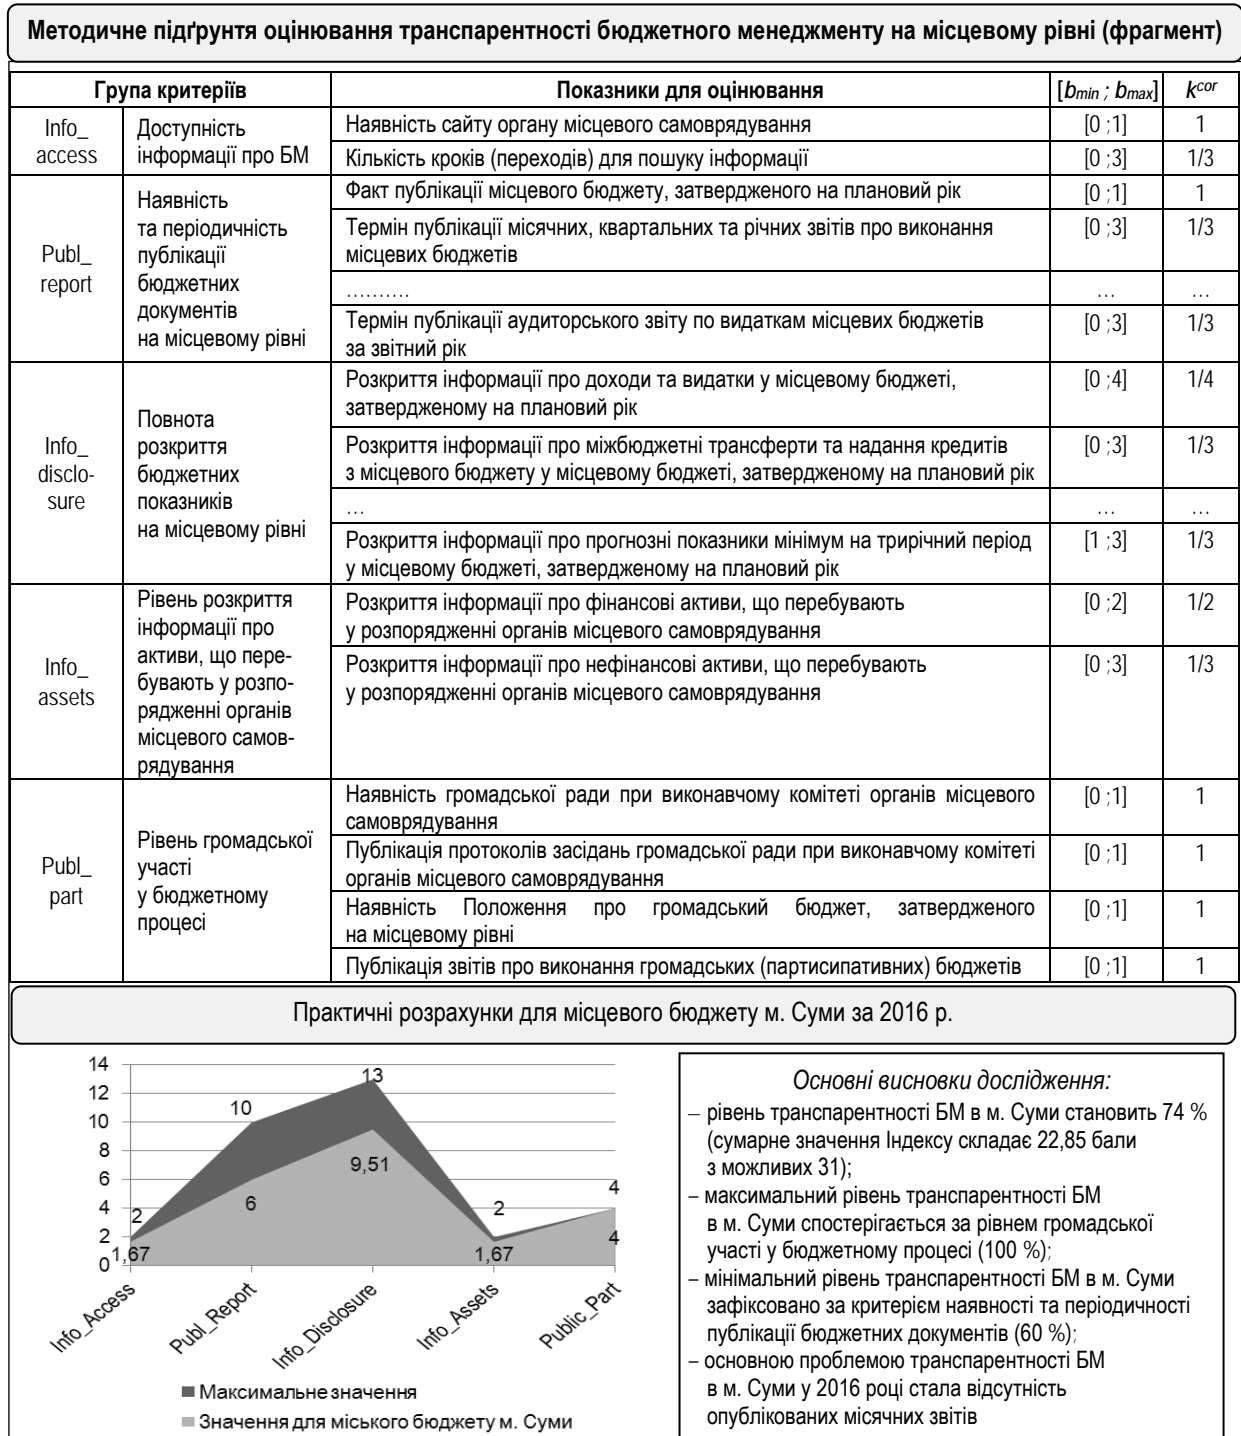 Методичне підґрунтя оцінювання транспарентності бюджетного менеджменту на місцевому рівні (фрагмент)
Група критеріїв
Показники для оцінювання
[bmin ; bmax]
kcor
Info_
access
Доступність
інформації про БМ
Наявність сайту органу місцевого самоврядування
[0 ;1]
1
Кількість кроків (переходів) для пошуку інформації
[0 ;3]
1/3
Publ_
report
Наявність
та періодичність
публікації
бюджетних
документів
на місцевому рівні
Факт публікації місцевого бюджету, затвердженого на плановий рік
[0 ;1]
1
Термін публікації місячних, квартальних та річних звітів про виконання
місцевих бюджетів
[0 ;3]
1/3
……….
…
…
Термін публікації аудиторського звіту по видаткам місцевих бюджетів
за звітний рік
[0 ;3]
1/3
Info_
disclo-
sure
Повнота
розкриття
бюджетних
показників
на місцевому рівні
Розкриття інформації про доходи та видатки у місцевому бюджеті,
затвердженому на плановий рік
[0 ;4]
1/4
Розкриття інформації про міжбюджетні трансферти та надання кредитів
з місцевого бюджету у місцевому бюджеті, затвердженому на плановий рік
[0 ;3]
1/3
…
…
…
Розкриття інформації про прогнозні показники мінімум на трирічний період
у місцевому бюджеті, затвердженому на плановий рік
[1 ;3]
1/3
Info_
assets
Рівень розкриття
інформації про
активи, що пере-
бувають у розпо-
рядженні органів
місцевого самов-
рядування
Розкриття інформації про фінансові активи, що перебувають
у розпорядженні органів місцевого самоврядування
[0 ;2]
1/2
Розкриття інформації про нефінансові активи, що перебувають
у розпорядженні органів місцевого самоврядування
[0 ;3]
1/3
Publ_
part
Рівень громадської
участі
у бюджетному
процесі
Наявність громадської ради при виконавчому комітеті органів місцевого
самоврядування
[0 ;1]
1
Публікація протоколів засідань громадської ради при виконавчому комітеті
органів місцевого самоврядування
[0 ;1]
1
Наявність Положення про громадський бюджет, затвердженого
на місцевому рівні
[0 ;1]
1
Публікація звітів про виконання громадських (партисипативних) бюджетів
[0 ;1]
1
Практичні розрахунки для місцевого бюджету м. Суми за 2016 р.
14
12
10
8
6
4
2
0
2
10
13
2
4
1,67
6
9,51
1,67
4
Info_Access
Publ_Report
Info_Disclosure
Info_Assets
Public_Part
Максимальне значення
Значення для міського бюджету м. Суми
Основні висновки дослідження:
– рівень транспарентності БМ в м. Суми становить 74 %
(сумарне значення Індексу складає 22,85 бали
з можливих 31);
– максимальний рівень транспарентності БМ
в м. Суми спостерігається за рівнем громадської
участі у бюджетному процесі (100 %);
– мінімальний рівень транспарентності БМ в м. Суми
зафіксовано за критерієм наявності та періодичності
публікації бюджетних документів (60 %);
– основною проблемою транспарентності БМ
в м. Суми у 2016 році стала відсутність
опублікованих місячних звітів